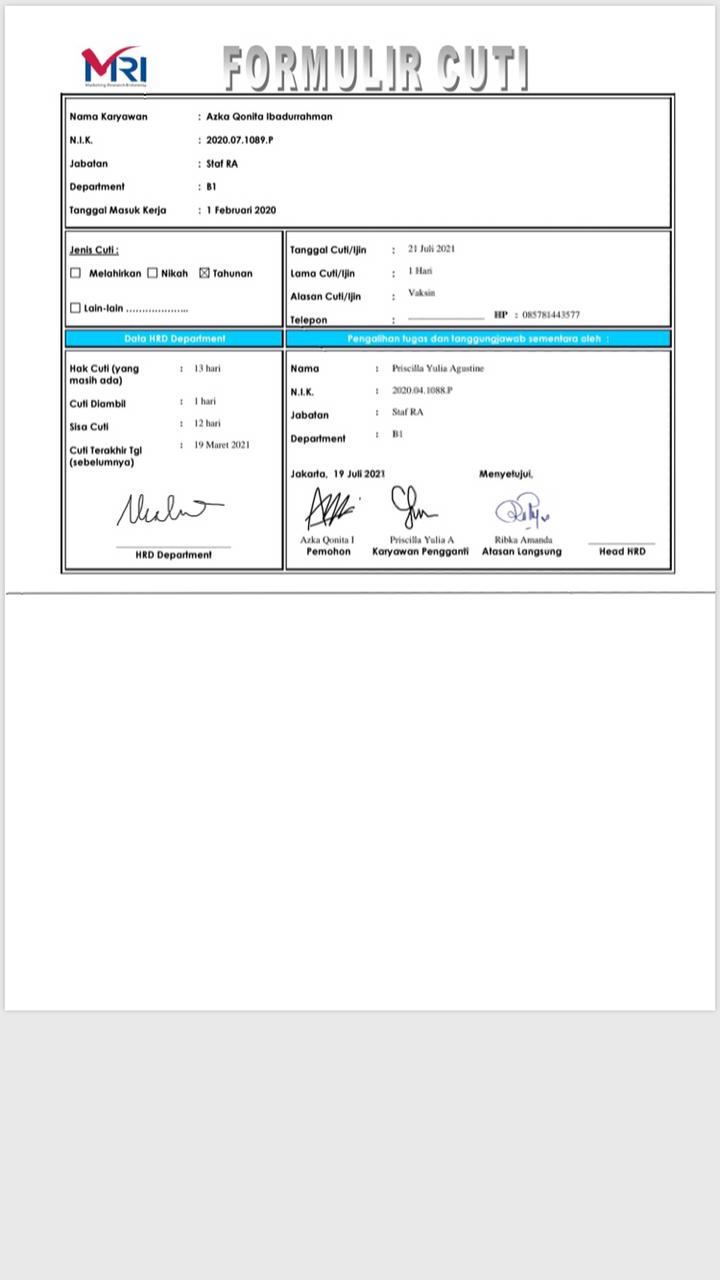 MRI
FORMULIR CUTI
Nama Karyawan : Azka Qonita Ibadurrahman
N.I.K. : 2020.07.1089.P
Jabatan : Staf RA
Department : B1
Tanggal Masuk Kerja : 1 Februari 2020
Jenis Cuti :
Melahirkan Nikah Tahunan
Lain-lain .....................
Tanggal Cuti/Ijin : 21 Juli 2021
Lama Cuti/Ijin : 1 Hari
Alasan Cuti/Ijin : Vaksin
Telepon : HP : 085781443577
Data HRD Department
Pengalihan tugas dan tanggungjawab sementara oleh :
Hak Cuti (yang masih ada) : 13 hari
Cuti Diambil : 1 hari
Sisa Cuti : 12 hari
Cuti Terakhir Tgl (sebelumnya) : 19 Maret 2021
HRD Department
Nama : Priscilla Yulia Agustine
N.I.K. : 2020.04.1088.P
Jabatan : Staf RA
Department : B1
Jakarta, 19 Juli 2021 Menyetujui,
Azka Qonita I Priscilla Yulia A Ribka Amanda
Pemohon Karyawan Pengganti Atasan Langsung Head HRD